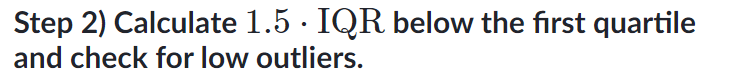 Step 2) Calculate 1.5 · IQR below the first quartile
and check for low outliers.